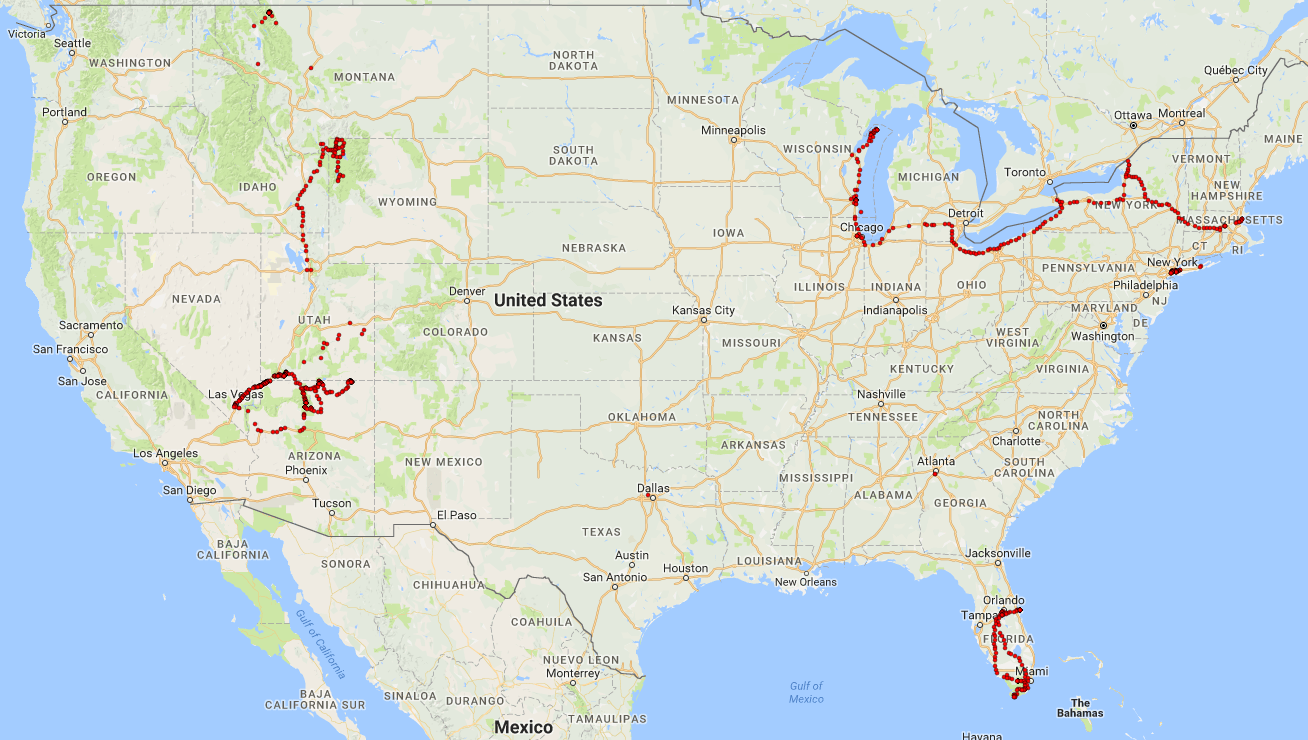 Victoria
Seattle
WASHINGTON
Portland
OREGON
IDAHO
MONTANA
NORTH
DAKOTA
SOUTH
DAKOTA
WYOMING
MINNESOTA
Minneapolis
WISCONSIN
MICHIGAN
Chicago
Detroit
Toronto
Ottawa
Montreal
Québec City
MAINE
VERMONT
NEW
HAMPSHIRE
MASSACHUSETTS
CT
RI
NEW YORK
New York
PENNSYLVANIA
Philadelphia
NJ
MARYLAND
DE
Washington
NEBRASKA
IOWA
ILLINOIS
INDIANA
OHIO
Indianapolis
NEVADA
UTAH
Denver
United States
COLORADO
KANSAS
Kansas City
MISSOURI
WEST
VIRGINIA
VIRGINIA
KENTUCKY
Sacramento
San Francisco
San Jose
CALIFORNIA
Las Vegas
Los Angeles
San Diego
ARIZONA
Phoenix
Tucson
NEW MEXICO
El Paso
OKLAHOMA
ARKANSAS
Nashville
TENNESSEE
NORTH
CAROLINA
Charlotte
SOUTH
CAROLINA
Atlanta
MISSISSIPPI
ALABAMA
GEORGIA
Dallas
TEXAS
Austin
San Antonio
Houston
LOUISIANA
New Orleans
Jacksonville
Orlando
Tampa
FLORIDA
Miami
BAJA
CALIFORNIA
SONORA
CHIHUAHUA
COAHUILA
Gulf of California
NUEVO LEON
Monterrey
BAJA
CALIFORNIA SUR
SINALOA
DURANGO
TAMAULIPAS
Mexico
Gulf of
Mexico
The
Bahamas
Havana